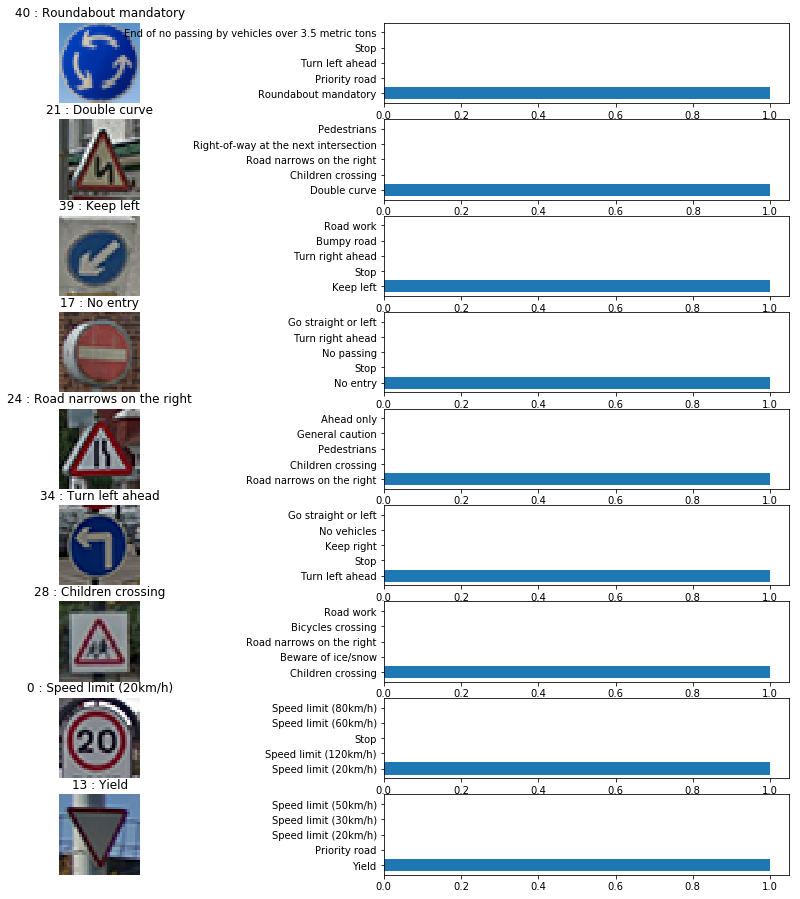 40 : Roundabout mandatory
End of no passing by vehicles over 3.5 metric tons
Stop
Turn left ahead
Priority road
Roundabout mandatory
0.0 0.2 0.4 0.6 0.8 1.0
21 : Double curve
Pedestrians
Right-of-way at the next intersection
Road narrows on the right
Children crossing
Double curve
0.0 0.2 0.4 0.6 0.8 1.0
39 : Keep left
Road work
Bumpy road
Turn right ahead
Stop
Keep left
0.0 0.2 0.4 0.6 0.8 1.0
17 : No entry
Go straight or left
Turn right ahead
No passing
Stop
No entry
0.0 0.2 0.4 0.6 0.8 1.0
24 : Road narrows on the right
Ahead only
General caution
Pedestrians
Children crossing
Road narrows on the right
0.0 0.2 0.4 0.6 0.8 1.0
34 : Turn left ahead
Go straight or left
No vehicles
Keep right
Stop
Turn left ahead
0.0 0.2 0.4 0.6 0.8 1.0
28 : Children crossing
Road work
Bicycles crossing
Road narrows on the right
Beware of ice/snow
Children crossing
0.0 0.2 0.4 0.6 0.8 1.0
0 : Speed limit (20km/h)
20
Speed limit (80km/h)
Speed limit (60km/h)
Stop
Speed limit (120km/h)
Speed limit (20km/h)
0.0 0.2 0.4 0.6 0.8 1.0
13 : Yield
Speed limit (50km/h)
Speed limit (30km/h)
Speed limit (20km/h)
Priority road
Yield
0.0 0.2 0.4 0.6 0.8 1.0